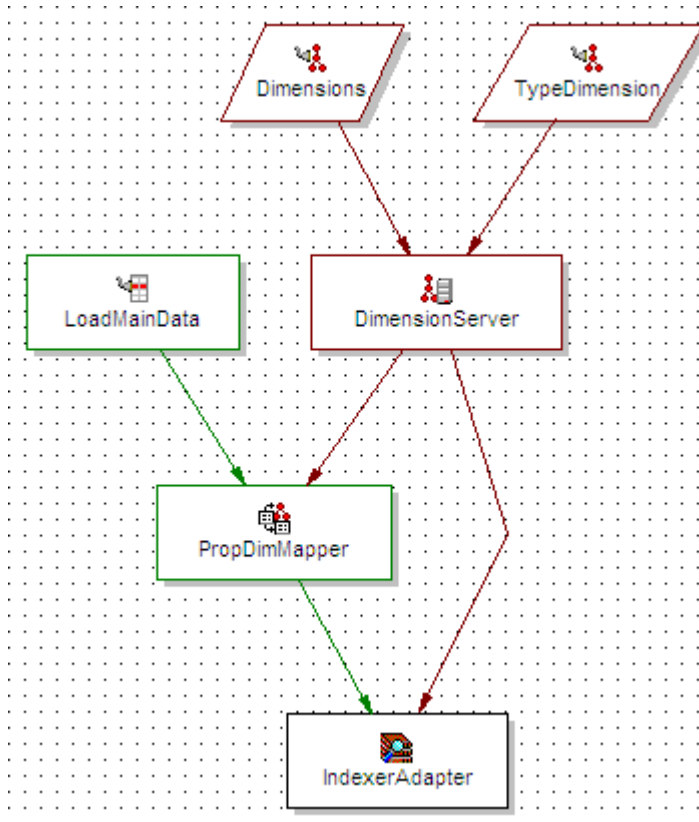 Dimensions
TypeDimension
LoadMainData
DimensionServer
PropDimMapper
IndexerAdapter